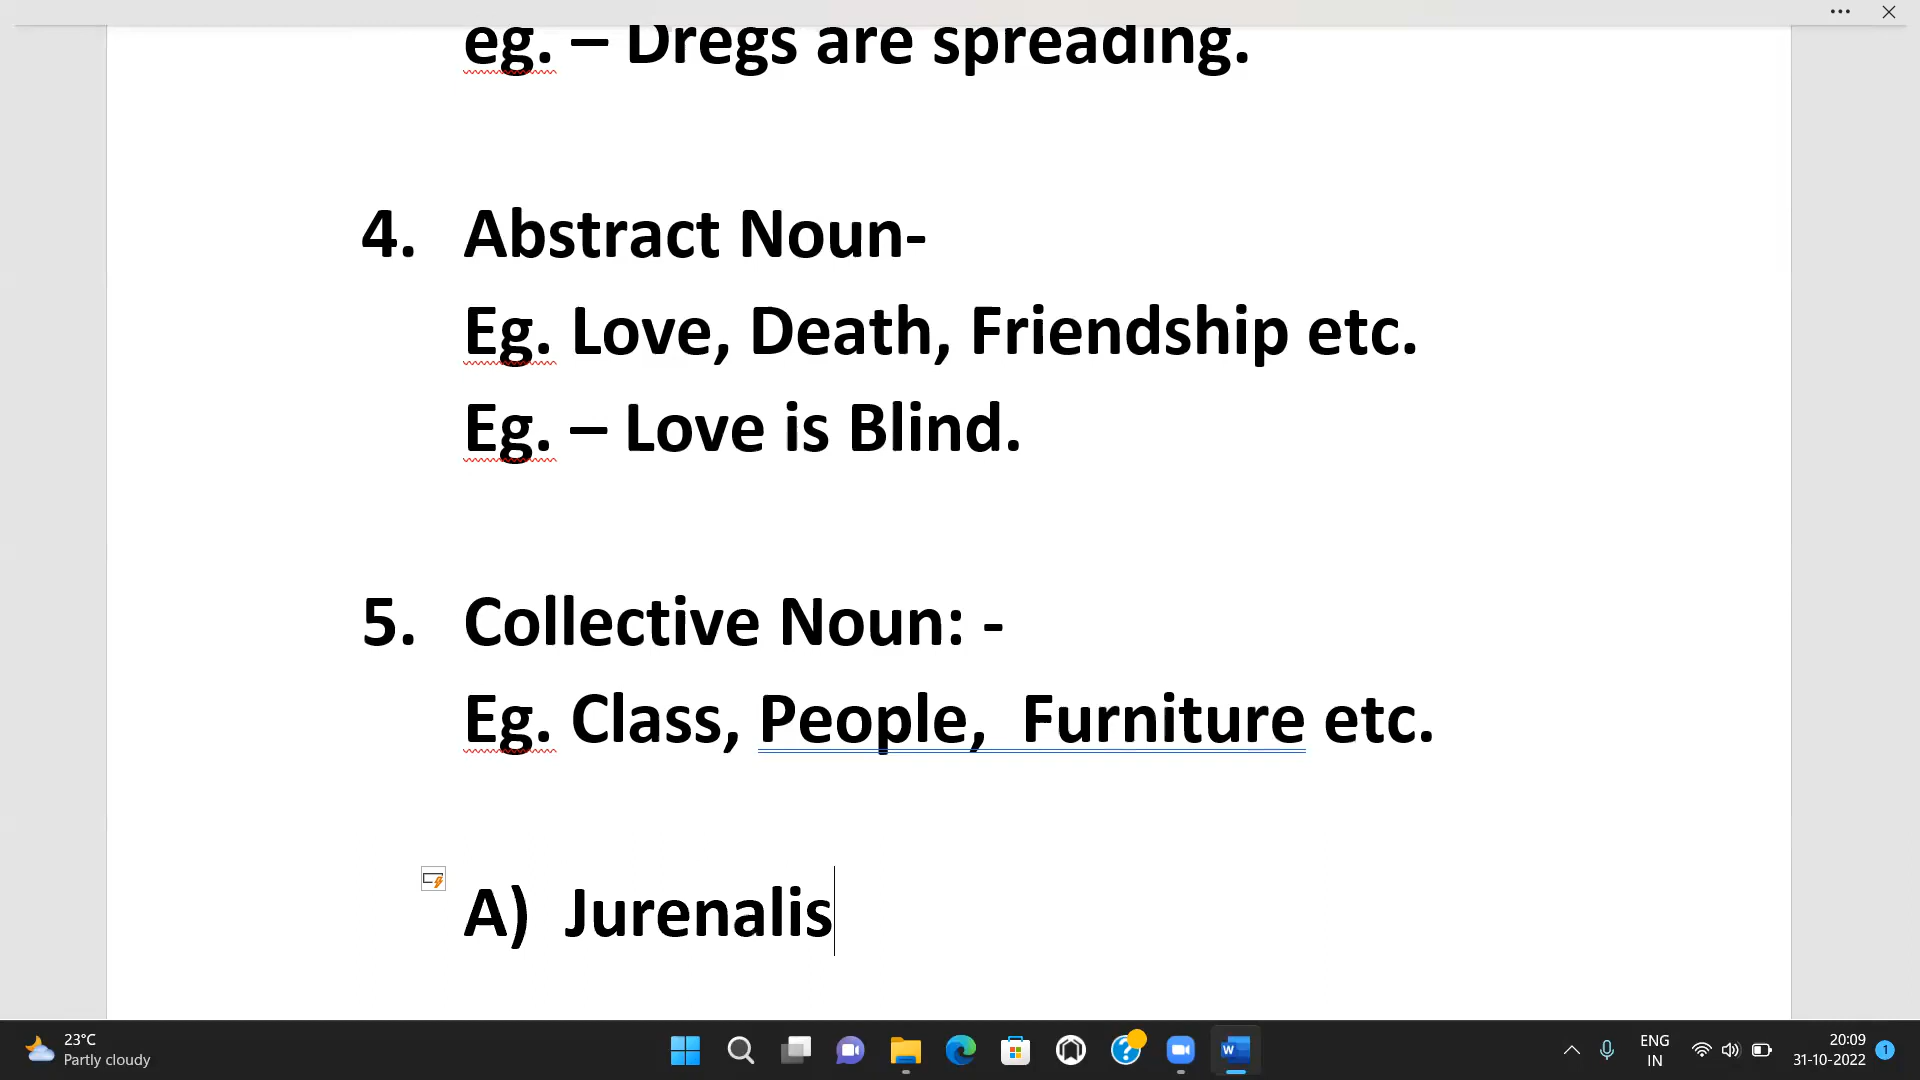 eg. – Dregs are spreading.
4. Abstract Noun-
Eg. Love, Death, Friendship etc.
Eg. – Love is Blind.
5. Collective Noun: -
Eg. Class, People,  Furniture etc.
A) Jurenalis
23°C
Partly cloudy
ENG
IN
20:09
31-10-2022
1